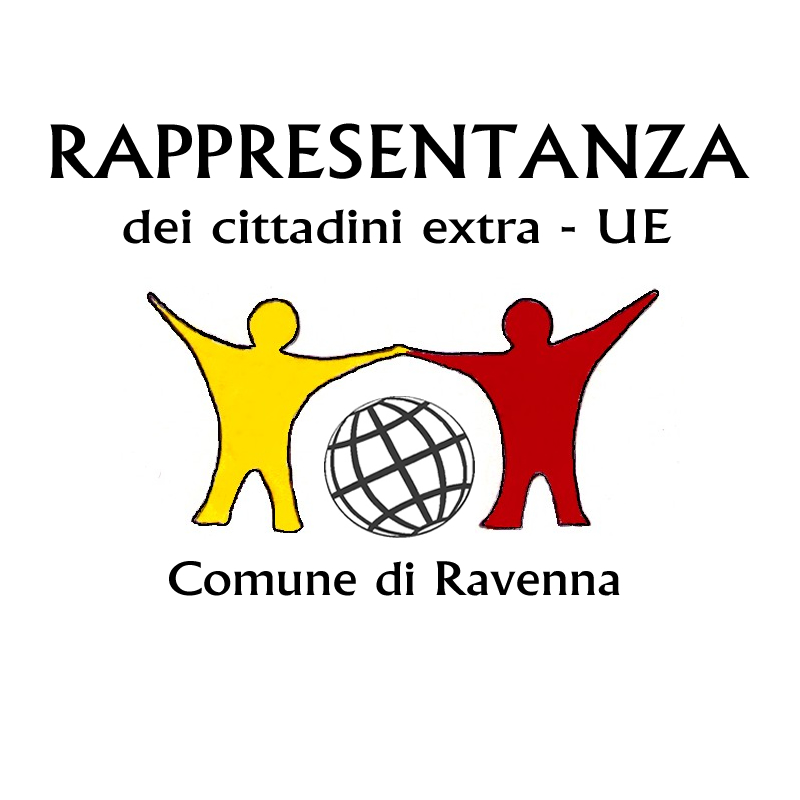 RAPPRESENTANZA
dei cittadini extra - UE
Comune di Ravenna